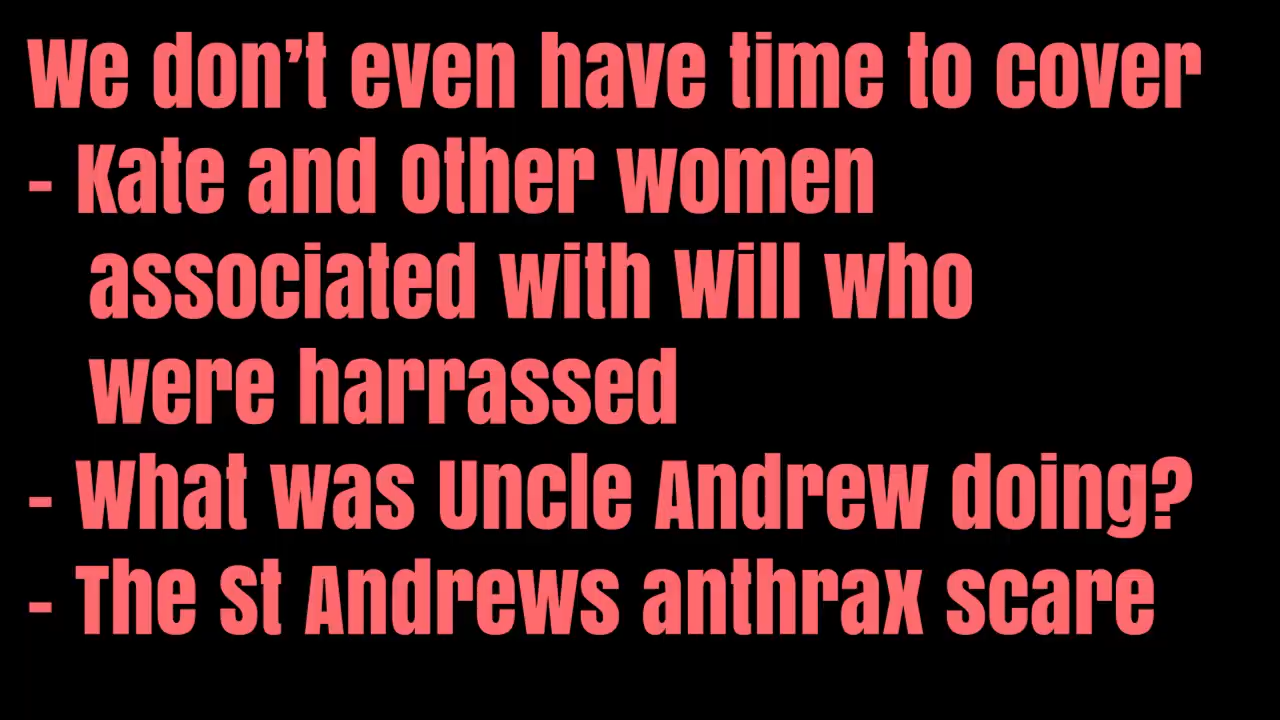 We don’t even have time to cover
- Kate and Other women
associated with Will who
were harrassed
- What was Uncle Andrew doing?
- The St Andrews anthrax scare